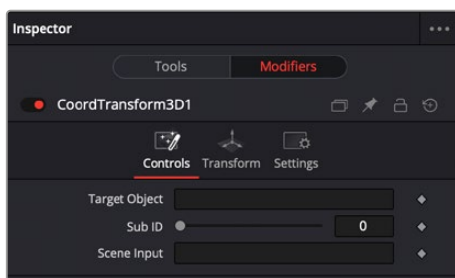 Inspector
Tools Modifiers
CoordTransform3D1
Controls Transform Settings
Target Object
Sub ID 0
Scene Input